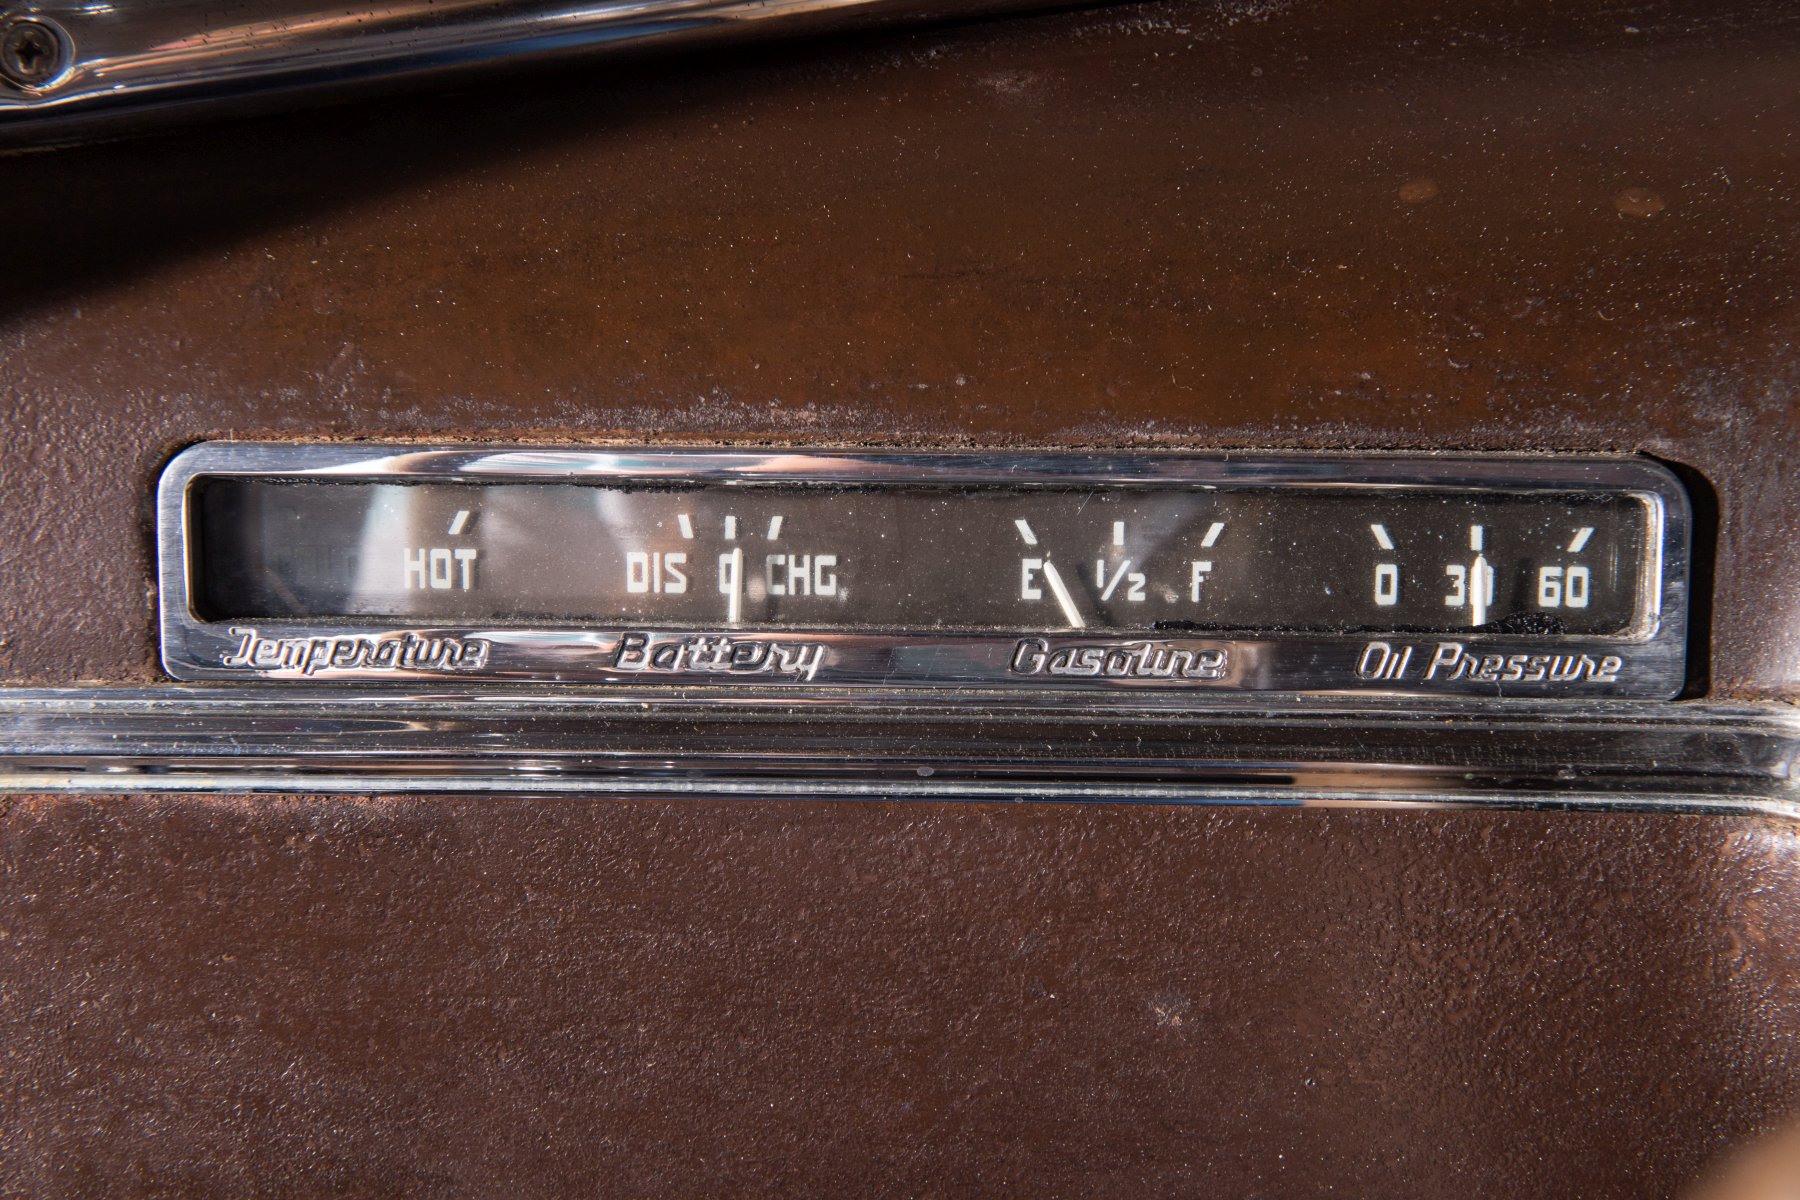 HOT DIS 0 CHG E 1/2 F 0 30 60
Temperature Battery Gasoline Oil Pressure